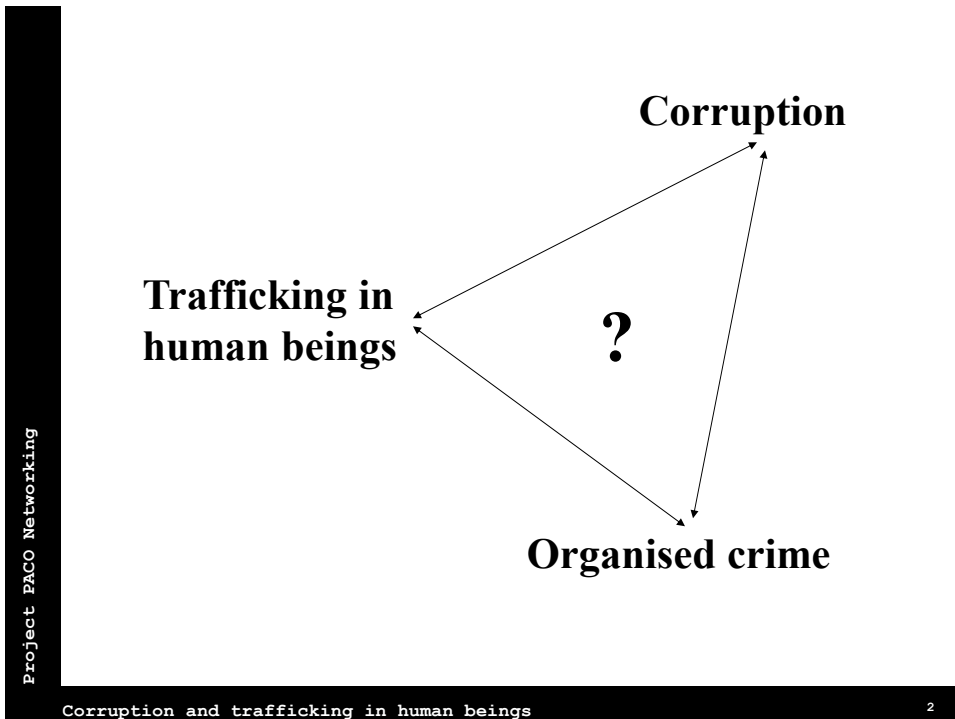 Corruption
Trafficking in
human beings
?
Organised crime
Project PACO Networking
Corruption and trafficking in human beings
2